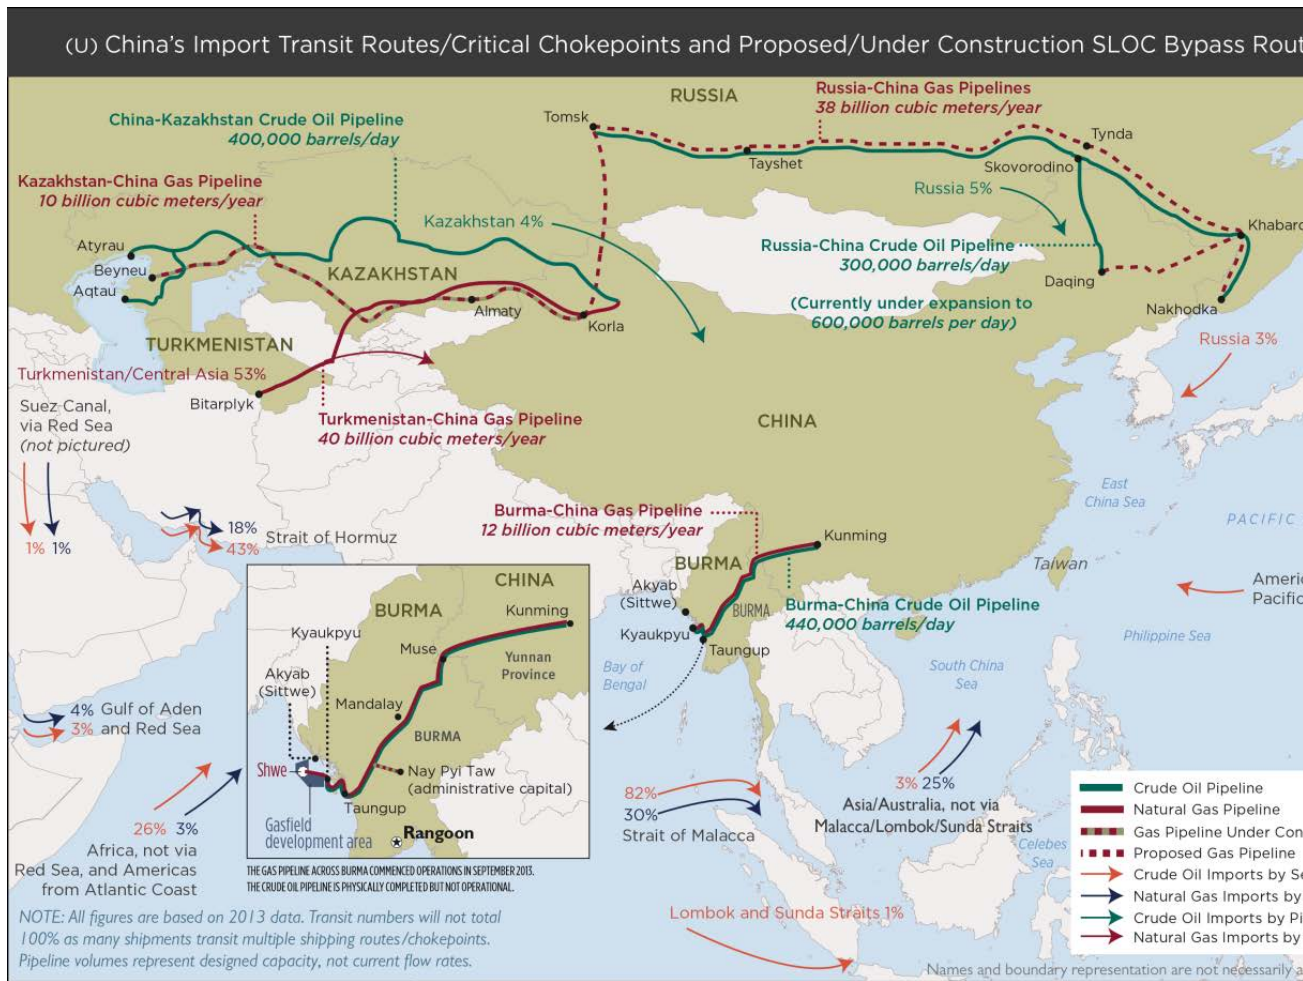 (U) China's Import Transit Routes/Critical Chokepoints and Proposed/Under Construction SLOC Bypass Rout
RUSSIA
Russia-China Gas Pipelines
38 billion cubic meters/year
China-Kazakhstan Crude Oil Pipeline
400,000 barrels/day
Tomsk
Tayshet
Tynda
Skovorodino
Kazakhstan-China Gas Pipeline
10 billion cubic meters/year
Russia 5%
Kazakhstan 4%
Khabaro
Atyrau
Beyneu
Aqtau
KAZAKHSTAN
Russia-China Crude Oil Pipeline
300,000 barrels/day
(Currently under expansion to
600,000 barrels per day)
Daqing
Nakhodka
Almaty
Korla
TURKMENISTAN
Russia 3%
Turkmenistan/Central Asia 53%
Bitarplyk
Turkmenistan-China Gas Pipeline
40 billion cubic meters/year
CHINA
Suez Canal,
via Red Sea
(not pictured)
1% 1%
18%
43%
Strait of Hormuz
East
China Sea
PACIFIC
Burma-China Gas Pipeline
12 billion cubic meters/year
Kunming
BURMA
Akyab
(Sittwe)
BURMA
Kyaukpyu
Taungup
Burma-China Crude Oil Pipeline
440,000 barrels/day
Taiwan
Americ
Pacific
Philippine Sea
Bay of
Bengal
South China
Sea
CHINA
BURMA
Kunming
Kyaukpyu
Muse
Yunnan
Province
Akyab
(Sittwe)
Mandalay
BURMA
Shwe
Nay Pyi Taw
(administrative capital)
Taungup
Gasfield
development area
Rangoon
THE GAS PIPELINE ACROSS BURMA COMMENCED OPERATIONS IN SEPTEMBER 2013.
THE CRUDE OIL PIPELINE IS PHYSICALLY COMPLETED BUT NOT OPERATIONAL.
4% Gulf of Aden
3% and Red Sea
26% 3%
Africa, not via
Red Sea, and Americas
from Atlantic Coast
82%
30%
Strait of Malacca
3% 25%
Asia/Australia, not via
Malacca/Lombok/Sunda Straits
Celebes
Sea
Lombok and Sunda Straits 1%
Crude Oil Pipeline
Natural Gas Pipeline
Gas Pipeline Under Con
Proposed Gas Pipeline
Crude Oil Imports by Se
Natural Gas Imports by
Crude Oil Imports by Pi
Natural Gas Imports by
NOTE: All figures are based on 2013 data. Transit numbers will not total
100% as many shipments transit multiple shipping routes/chokepoints.
Pipeline volumes represent designed capacity, not current flow rates.
Names and boundary representation are not necessarily a